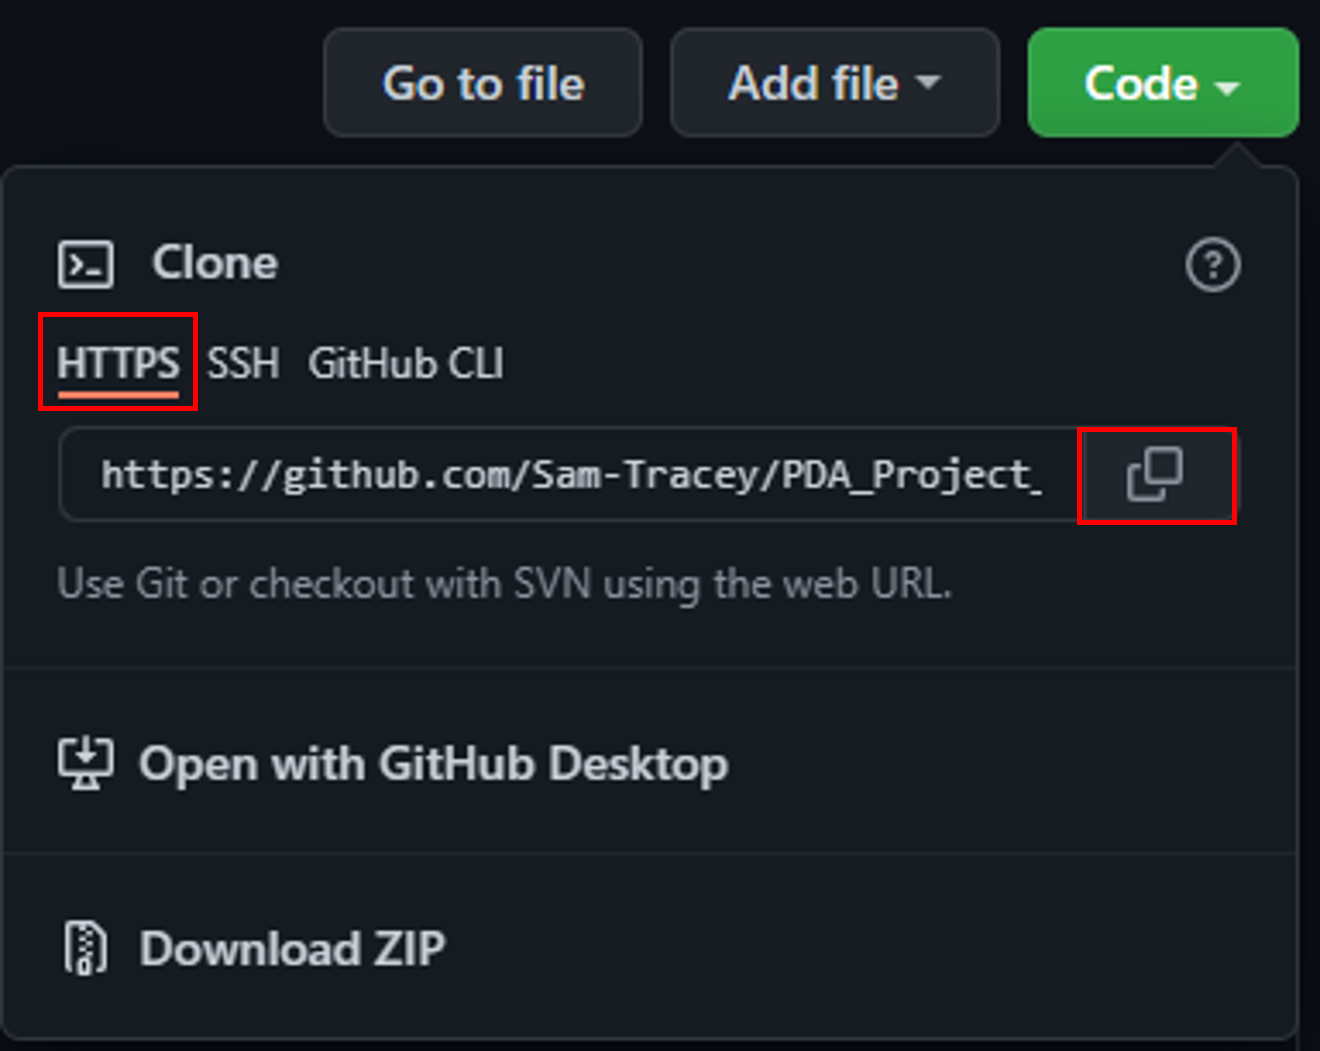 Go to file Add file Code
Clone
HTTPS SSH GitHub CLI
https://github.com/Sam-Tracey/PDA_Project_
Use Git or checkout with SVN using the web URL.
Open with GitHub Desktop
Download ZIP